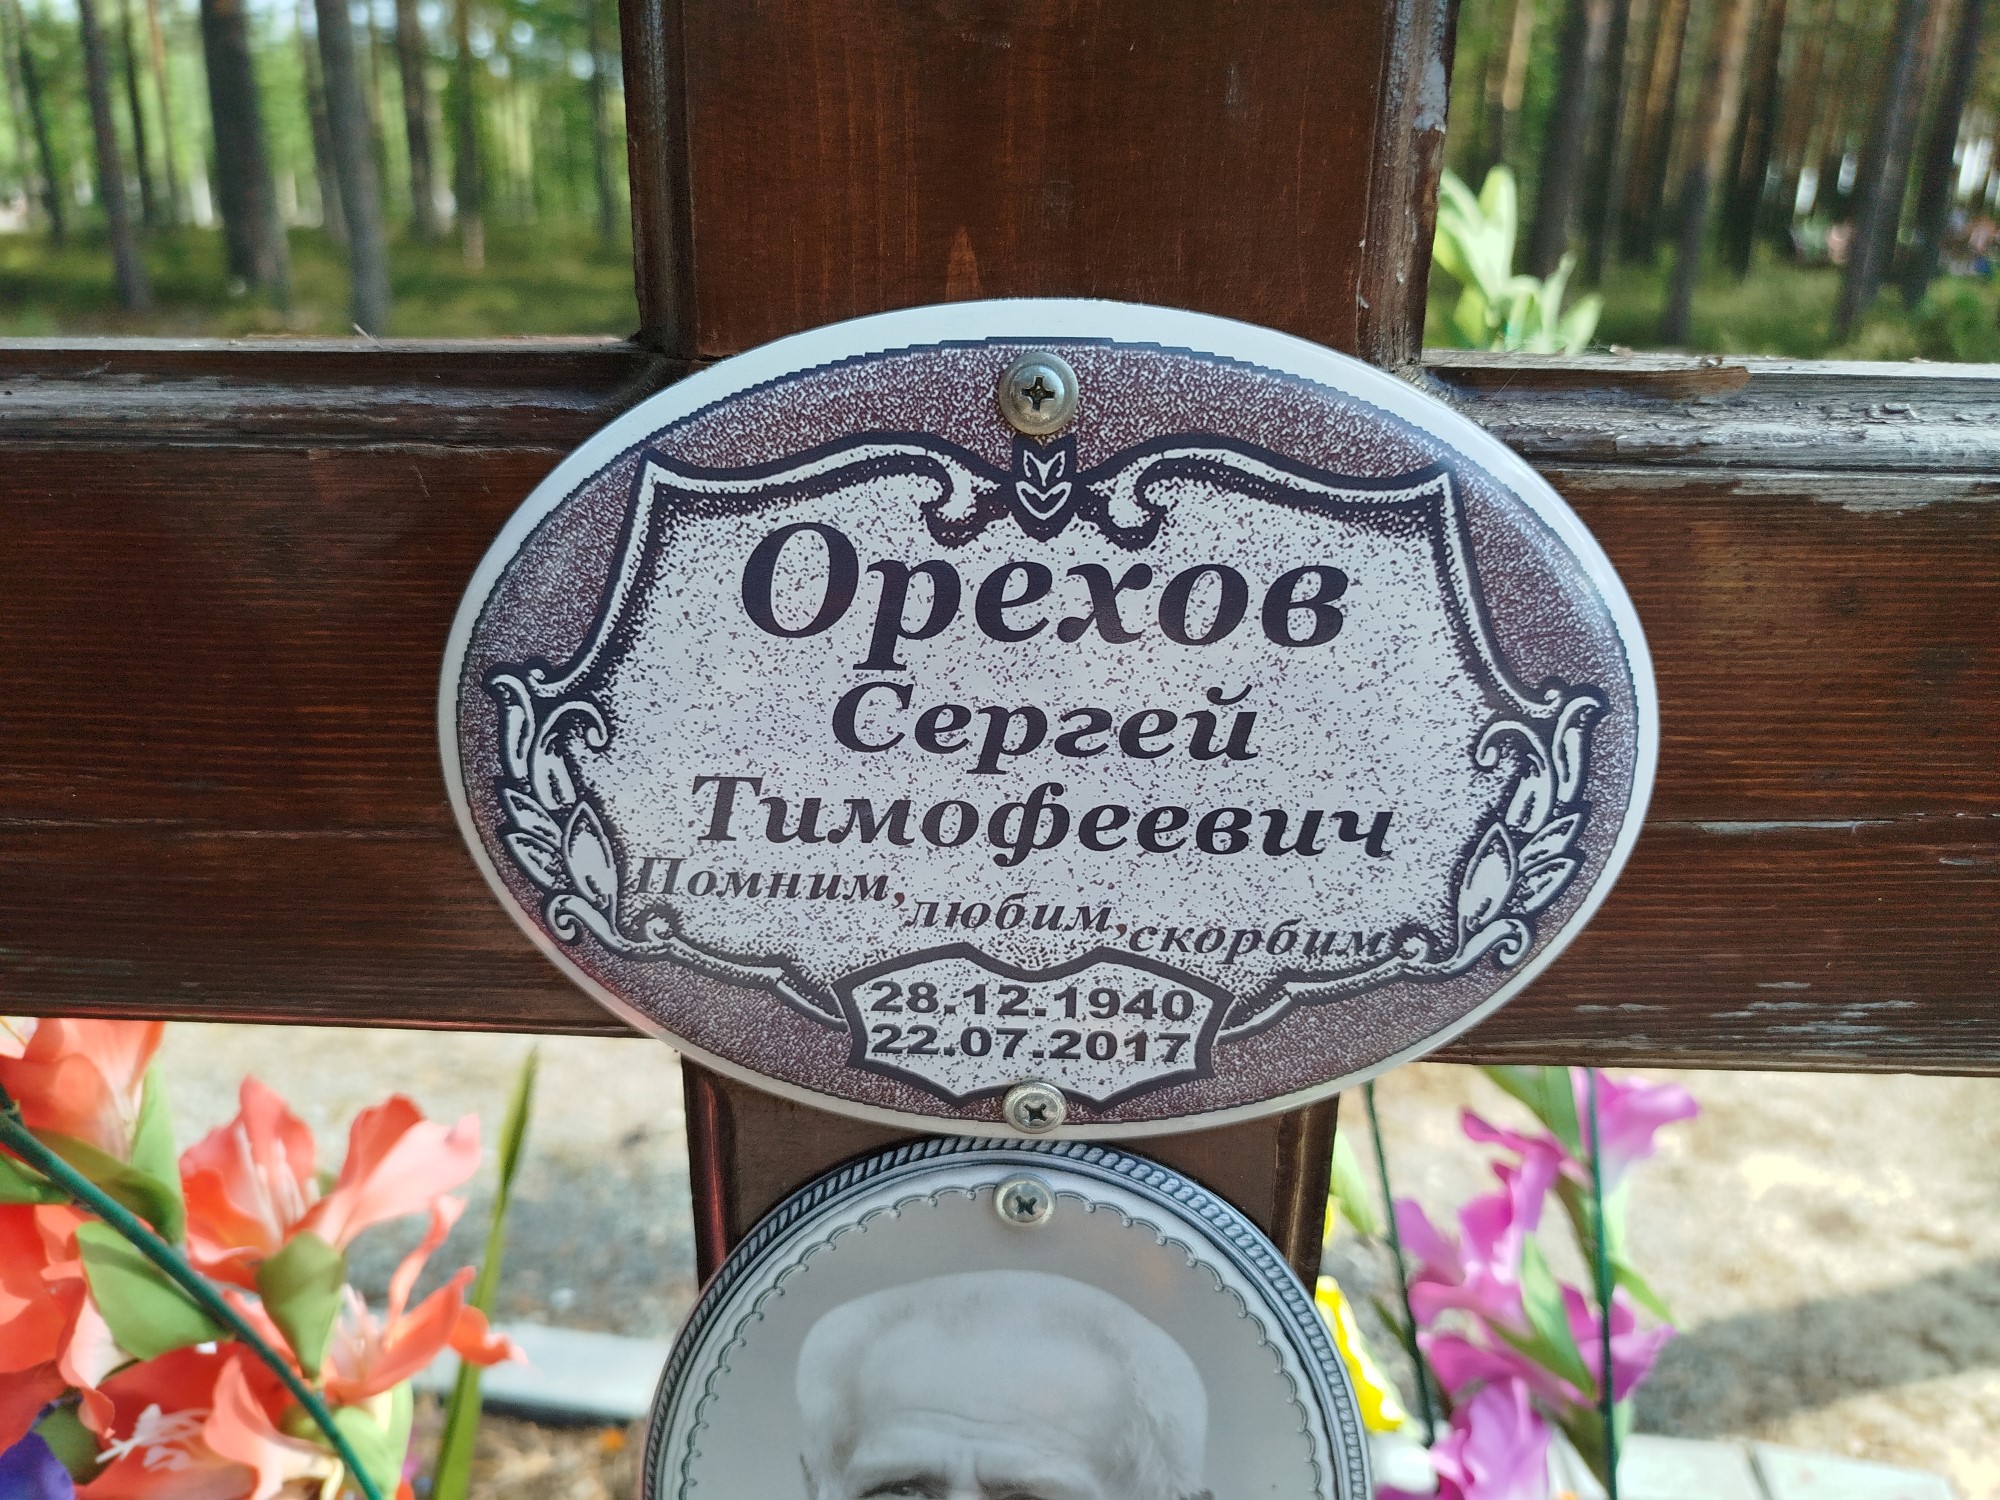 Орехов
Сергей
Тимофеевич
Помним, любим, скорбим
28.12.1940
22.07.2017